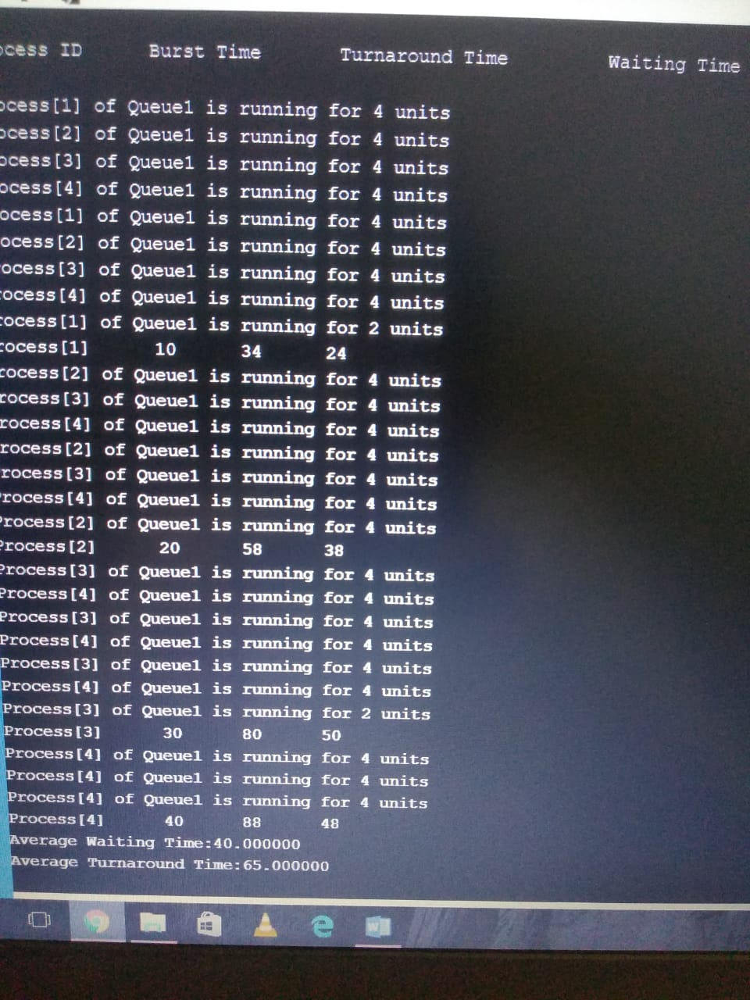 ocess ID Burst Time Turnaround Time Waiting Time
ocess[1] of Queue1 is running for 4 units
ocess[2] of Queue1 is running for 4 units
ocess[3] of Queue1 is running for 4 units
ocess[4] of Queue1 is running for 4 units
ocess[1] of Queue1 is running for 4 units
ocess[2] of Queue1 is running for 4 units
ocess[3] of Queue1 is running for 4 units
rocess[4] of Queue1 is running for 4 units
rocess[1] of Queue1 is running for 2 units
rocess[1] 10 34 24
rocess[2] of Queue1 is running for 4 units
rocess[3] of Queue1 is running for 4 units
rocess[4] of Queue1 is running for 4 units
rocess[2] of Queue1 is running for 4 units
rocess[3] of Queue1 is running for 4 units
Process[4] of Queue1 is running for 4 units
Process[2] of Queue1 is running for 4 units
Process[2] 20 58 38
Process[3] of Queue1 is running for 4 units
Process[4] of Queue1 is running for 4 units
Process[3] of Queue1 is running for 4 units
Process[4] of Queue1 is running for 4 units
Process[3] of Queue1 is running for 4 units
Process[4] of Queue1 is running for 4 units
Process[3] of Queue1 is running for 2 units
Process[3] 30 80 50
Process[4] of Queue1 is running for 4 units
Process[4] of Queue1 is running for 4 units
Process[4] of Queue1 is running for 4 units
Process[4] 40 88 48
Average Waiting Time:40.000000
Average Turnaround Time:65.000000